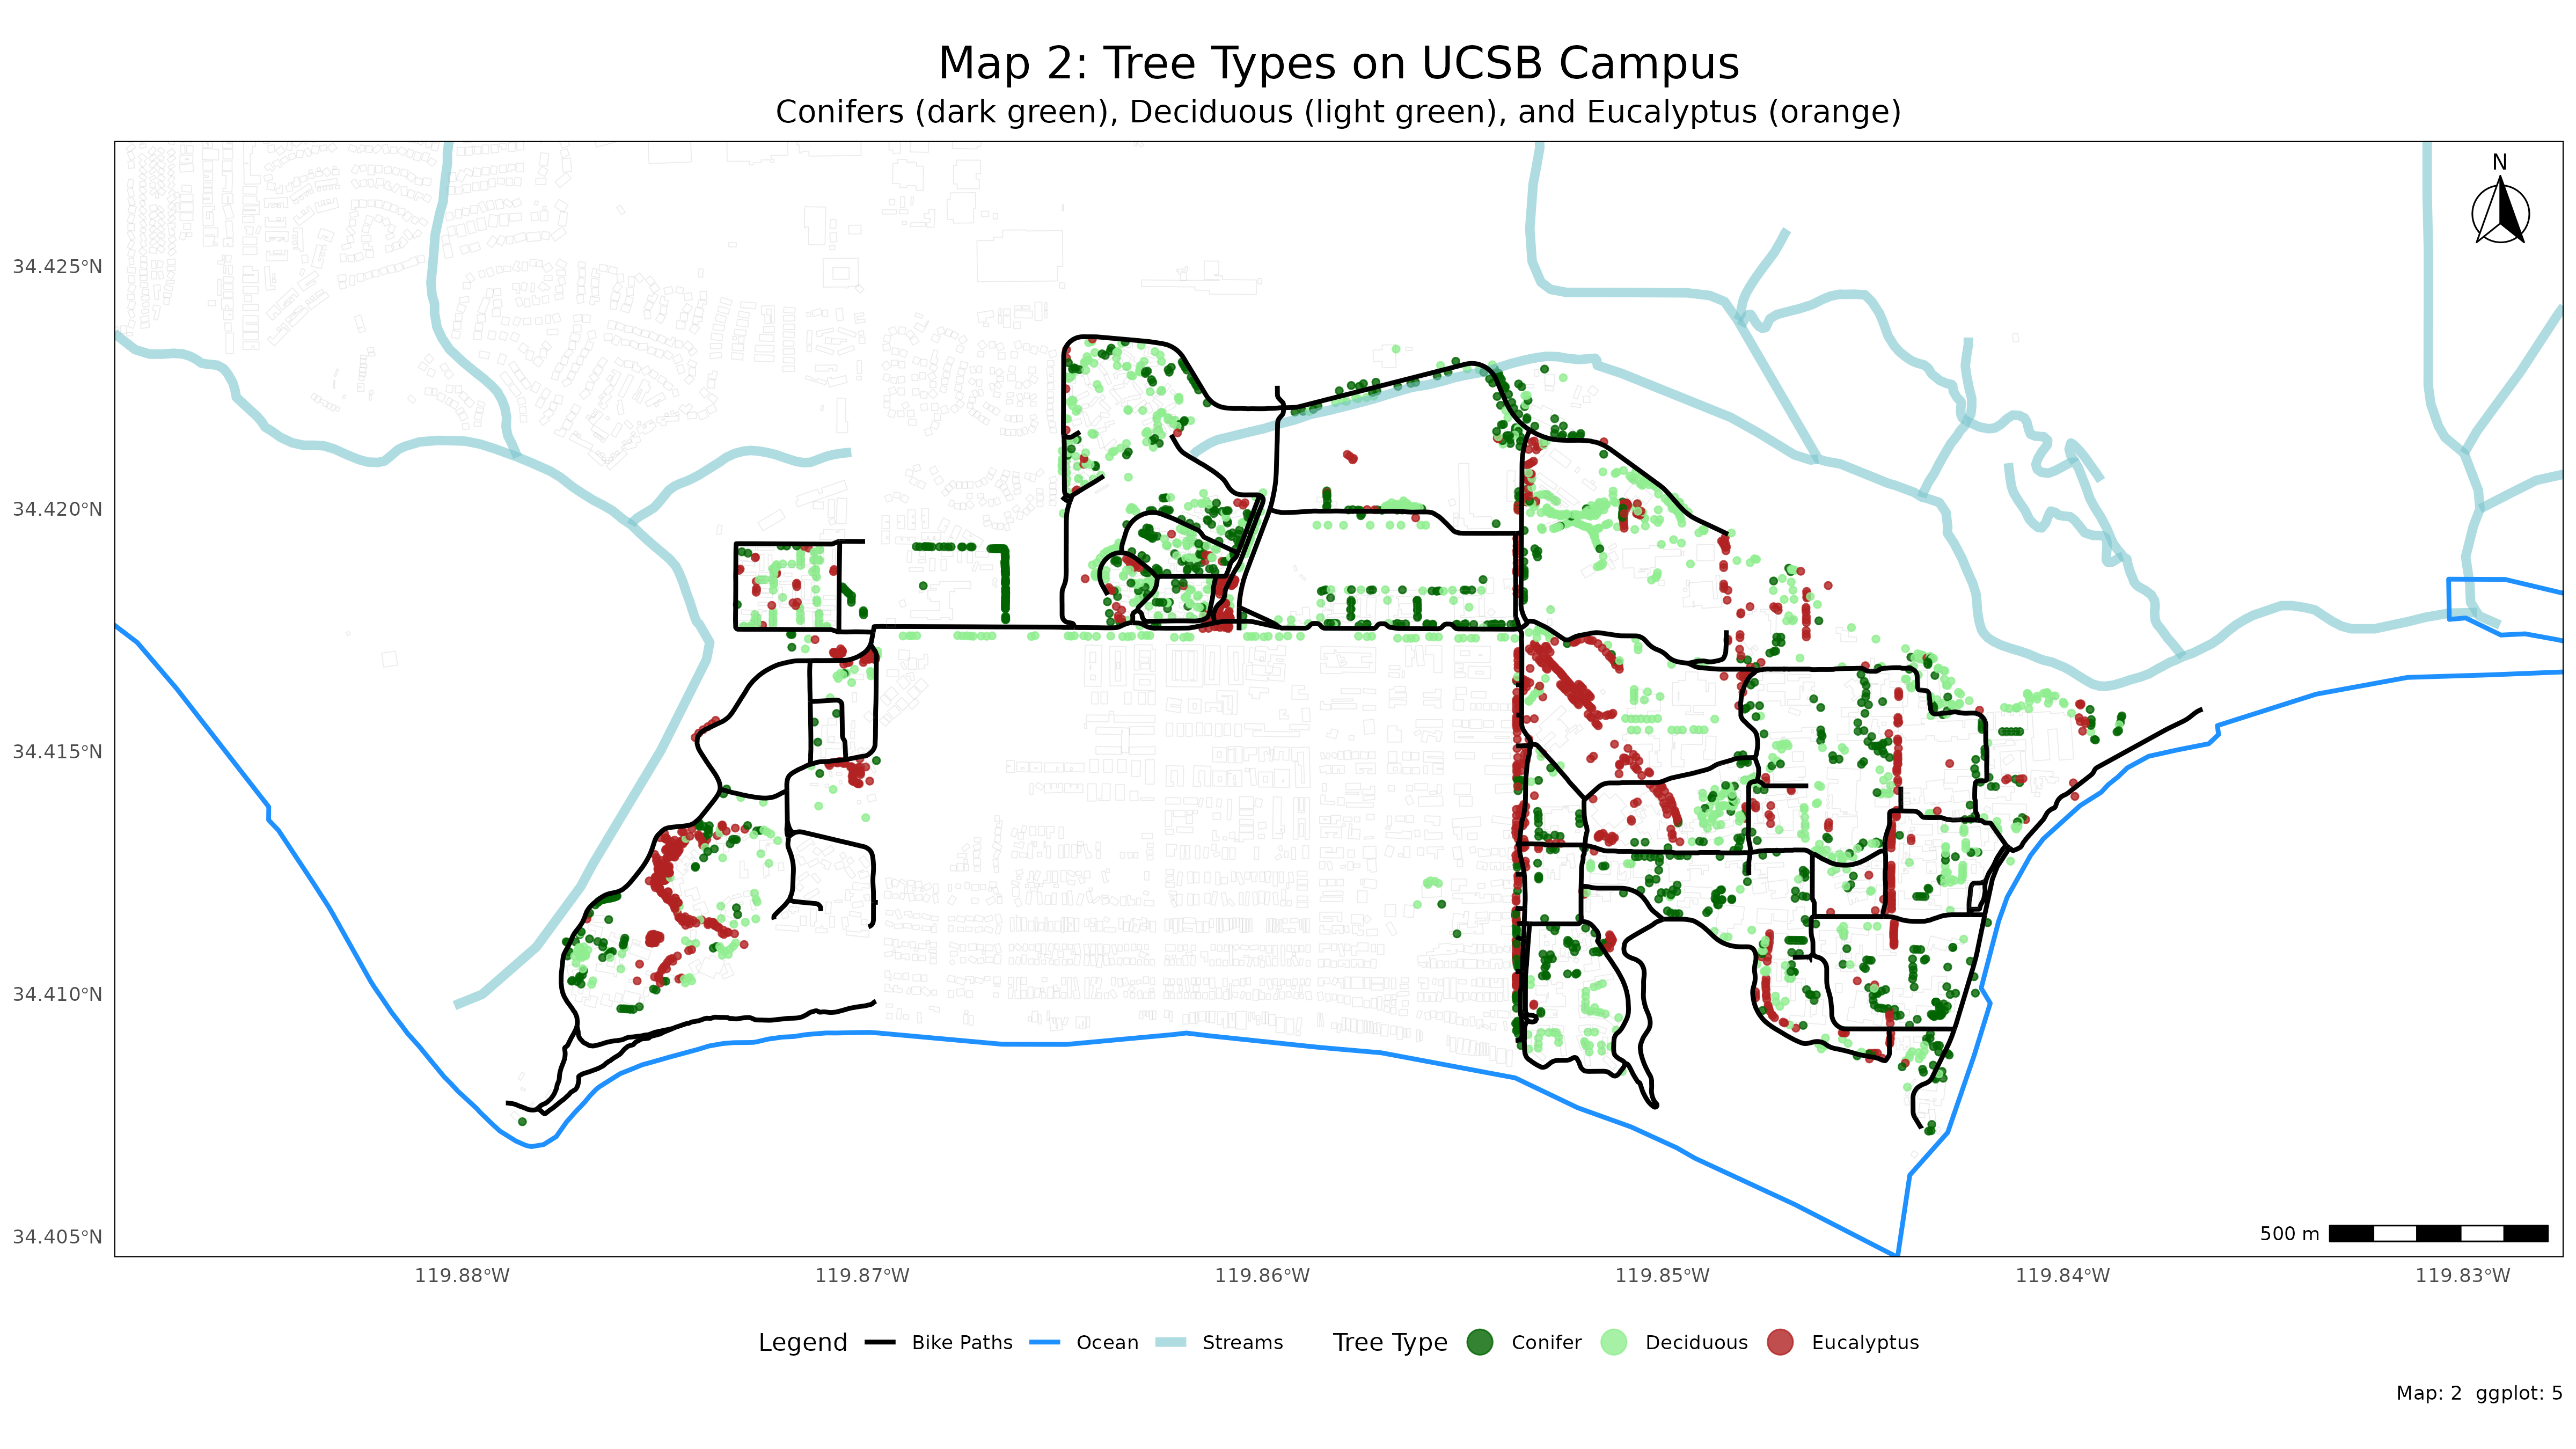 Map 2: Tree Types on UCSB Campus
Conifers (dark green), Deciduous (light green), and Eucalyptus (orange)
N
34.425°N
34.420°N
34.415°N
34.410°N
34.405°N
500 m
119.88°W 119.87°W 119.86°W 119.85°W 119.84°W 119.83°W
Legend Bike Paths Ocean Streams Tree Type Conifer Deciduous Eucalyptus
Map: 2 ggplot: 5